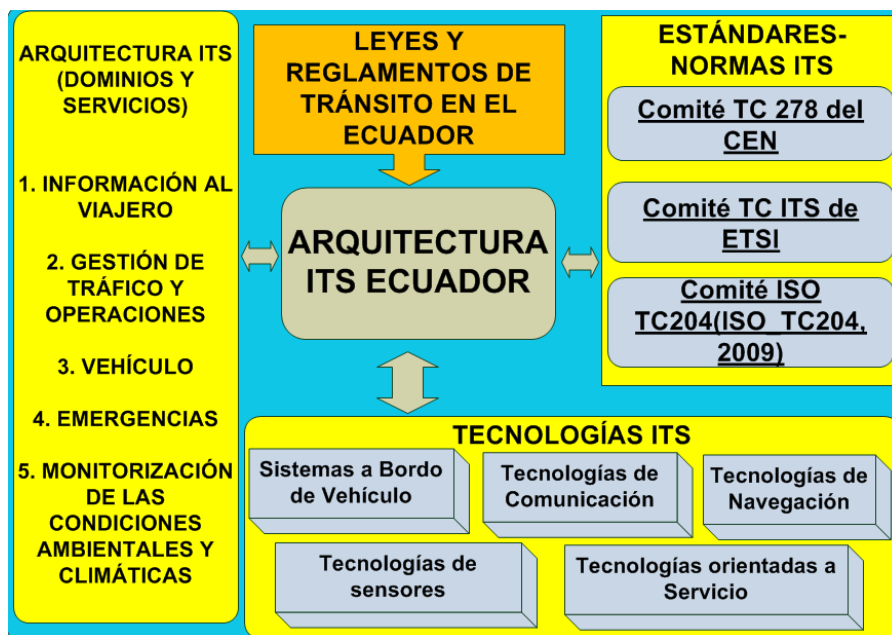 ARQUITECTURA ITS
(DOMINIOS Y
SERVICIOS)
1. INFORMACIÓN AL
VIAJERO
2. GESTIÓN DE
TRÁFICO Y
OPERACIONES
3. VEHÍCULO
4. EMERGENCIAS
5. MONITORIZACIÓN
DE LAS
CONDICIONES
AMBIENTALES Y
CLIMÁTICAS
LEYES Y
REGLAMENTOS DE
TRÁNSITO EN EL
ECUADOR
ARQUITECTURA
ITS ECUADOR
ESTÁNDARES-
NORMAS ITS
Comité TC 278 del
CEN
Comité TC ITS de
ETSI
Comité ISO
TC204(ISO_TC204,
2009)
TECNOLOGÍAS ITS
Sistemas a Bordo
de Vehículo
Tecnologías de
Comunicación
Tecnologías de
Navegación
Tecnologías de
sensores
Tecnologías orientadas a
Servicio